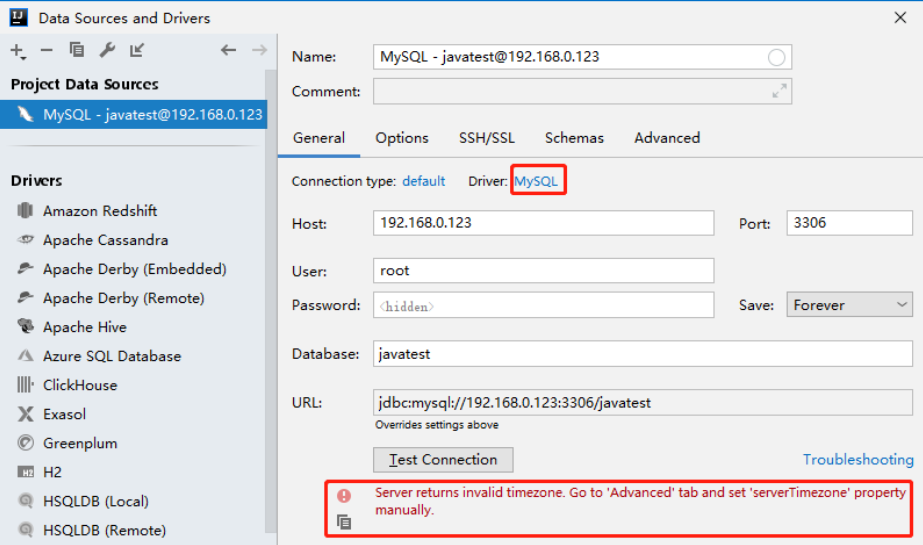 Data Sources and Drivers
Project Data Sources
MySQL - javatest@192.168.0.123
Drivers
Amazon Redshift
Apache Cassandra
Apache Derby (Embedded)
Apache Derby (Remote)
Apache Hive
Azure SQL Database
ClickHouse
Exasol
Greenplum
H2
HSQLDB (Local)
HSQLDB (Remote)
Name: MySQL - javatest@192.168.0.123
Comment:
General Options SSH/SSL Schemas Advanced
Connection type: default Driver: MySQL
Host: 192.168.0.123 Port: 3306
User: root
Password: <hidden> Save: Forever
Database: javatest
URL: jdbc:mysql://192.168.0.123:3306/javatest
Overrides settings above
Test Connection Troubleshooting
Server returns invalid timezone. Go to 'Advanced' tab and set 'serverTimezone' property
manually.